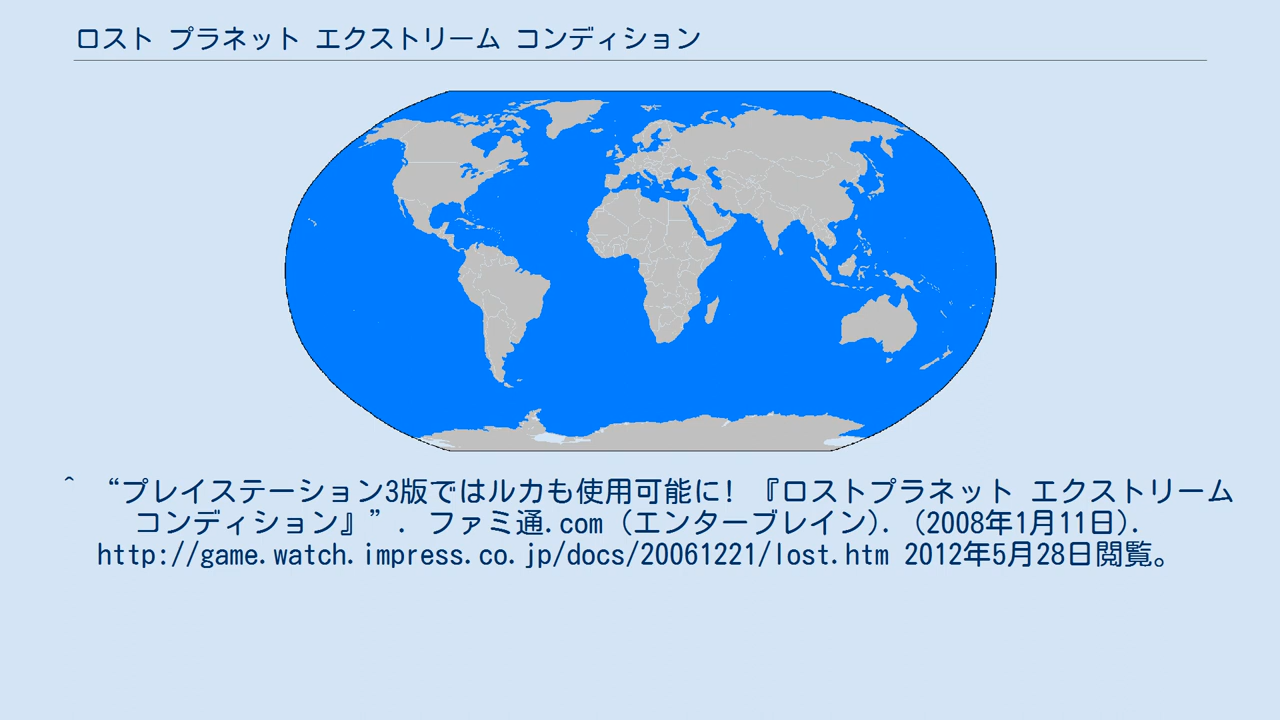 ロスト プラネット エクストリーム コンディション
^ “プレイステーション3版ではルカも使用可能に! 『ロストプラネット エクストリーム
コンディション』”. ファミ通.com (エンターブレイン). (2008年1月11日).
http://game.watch.impress.co.jp/docs/20061221/lost.htm 2012年5月28日閲覧。